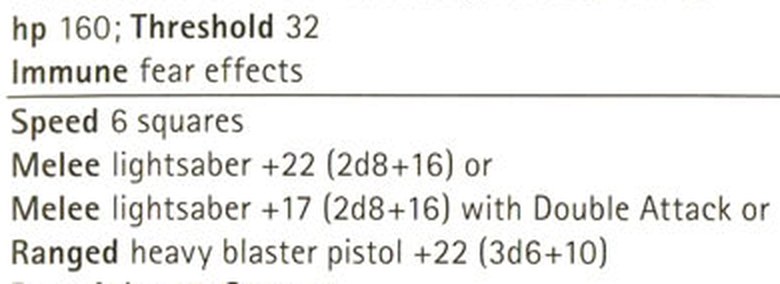 hp 160; Threshold 32
Immune fear effects
Speed 6 squares
Melee lightsaber +22 (2d8+16) or
Melee lightsaber +17 (2d8+16) with Double Attack or
Ranged heavy blaster pistol +22 (3d6+10)